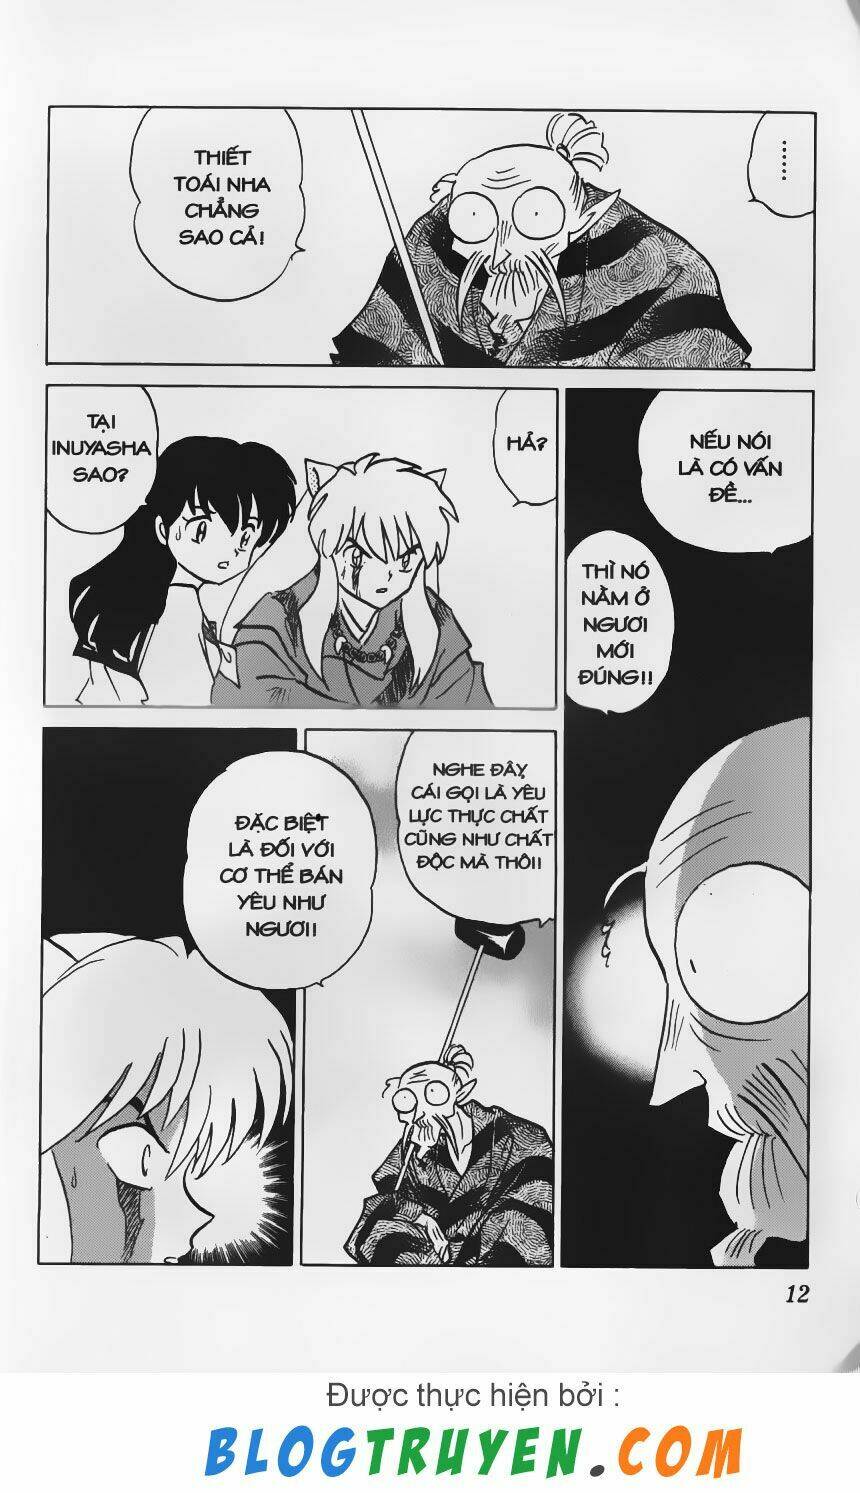 ........
THIẾT
TOÁI NHA
CHẲNG
SAO CẢ!
NẾU NÓI
LÀ CÓ VẤN
ĐỀ...
THÌ NÓ
NẰM Ở
NGƯƠI
MỚI
ĐÚNG!!
HẢ?
TẠI
INUYASHA
SAO?
NGHE ĐÂY,
CÁI GỌI LÀ YÊU
LỰC THỰC CHẤT
CŨNG NHƯ CHẤT
ĐỘC MÀ THÔI!
ĐẶC BIỆT
LÀ ĐỐI VỚI
CƠ THỂ BÁN
YÊU NHƯ
NGƯƠI!!
12
Được thực hiện bởi :
BLOGTRUYEN.COM